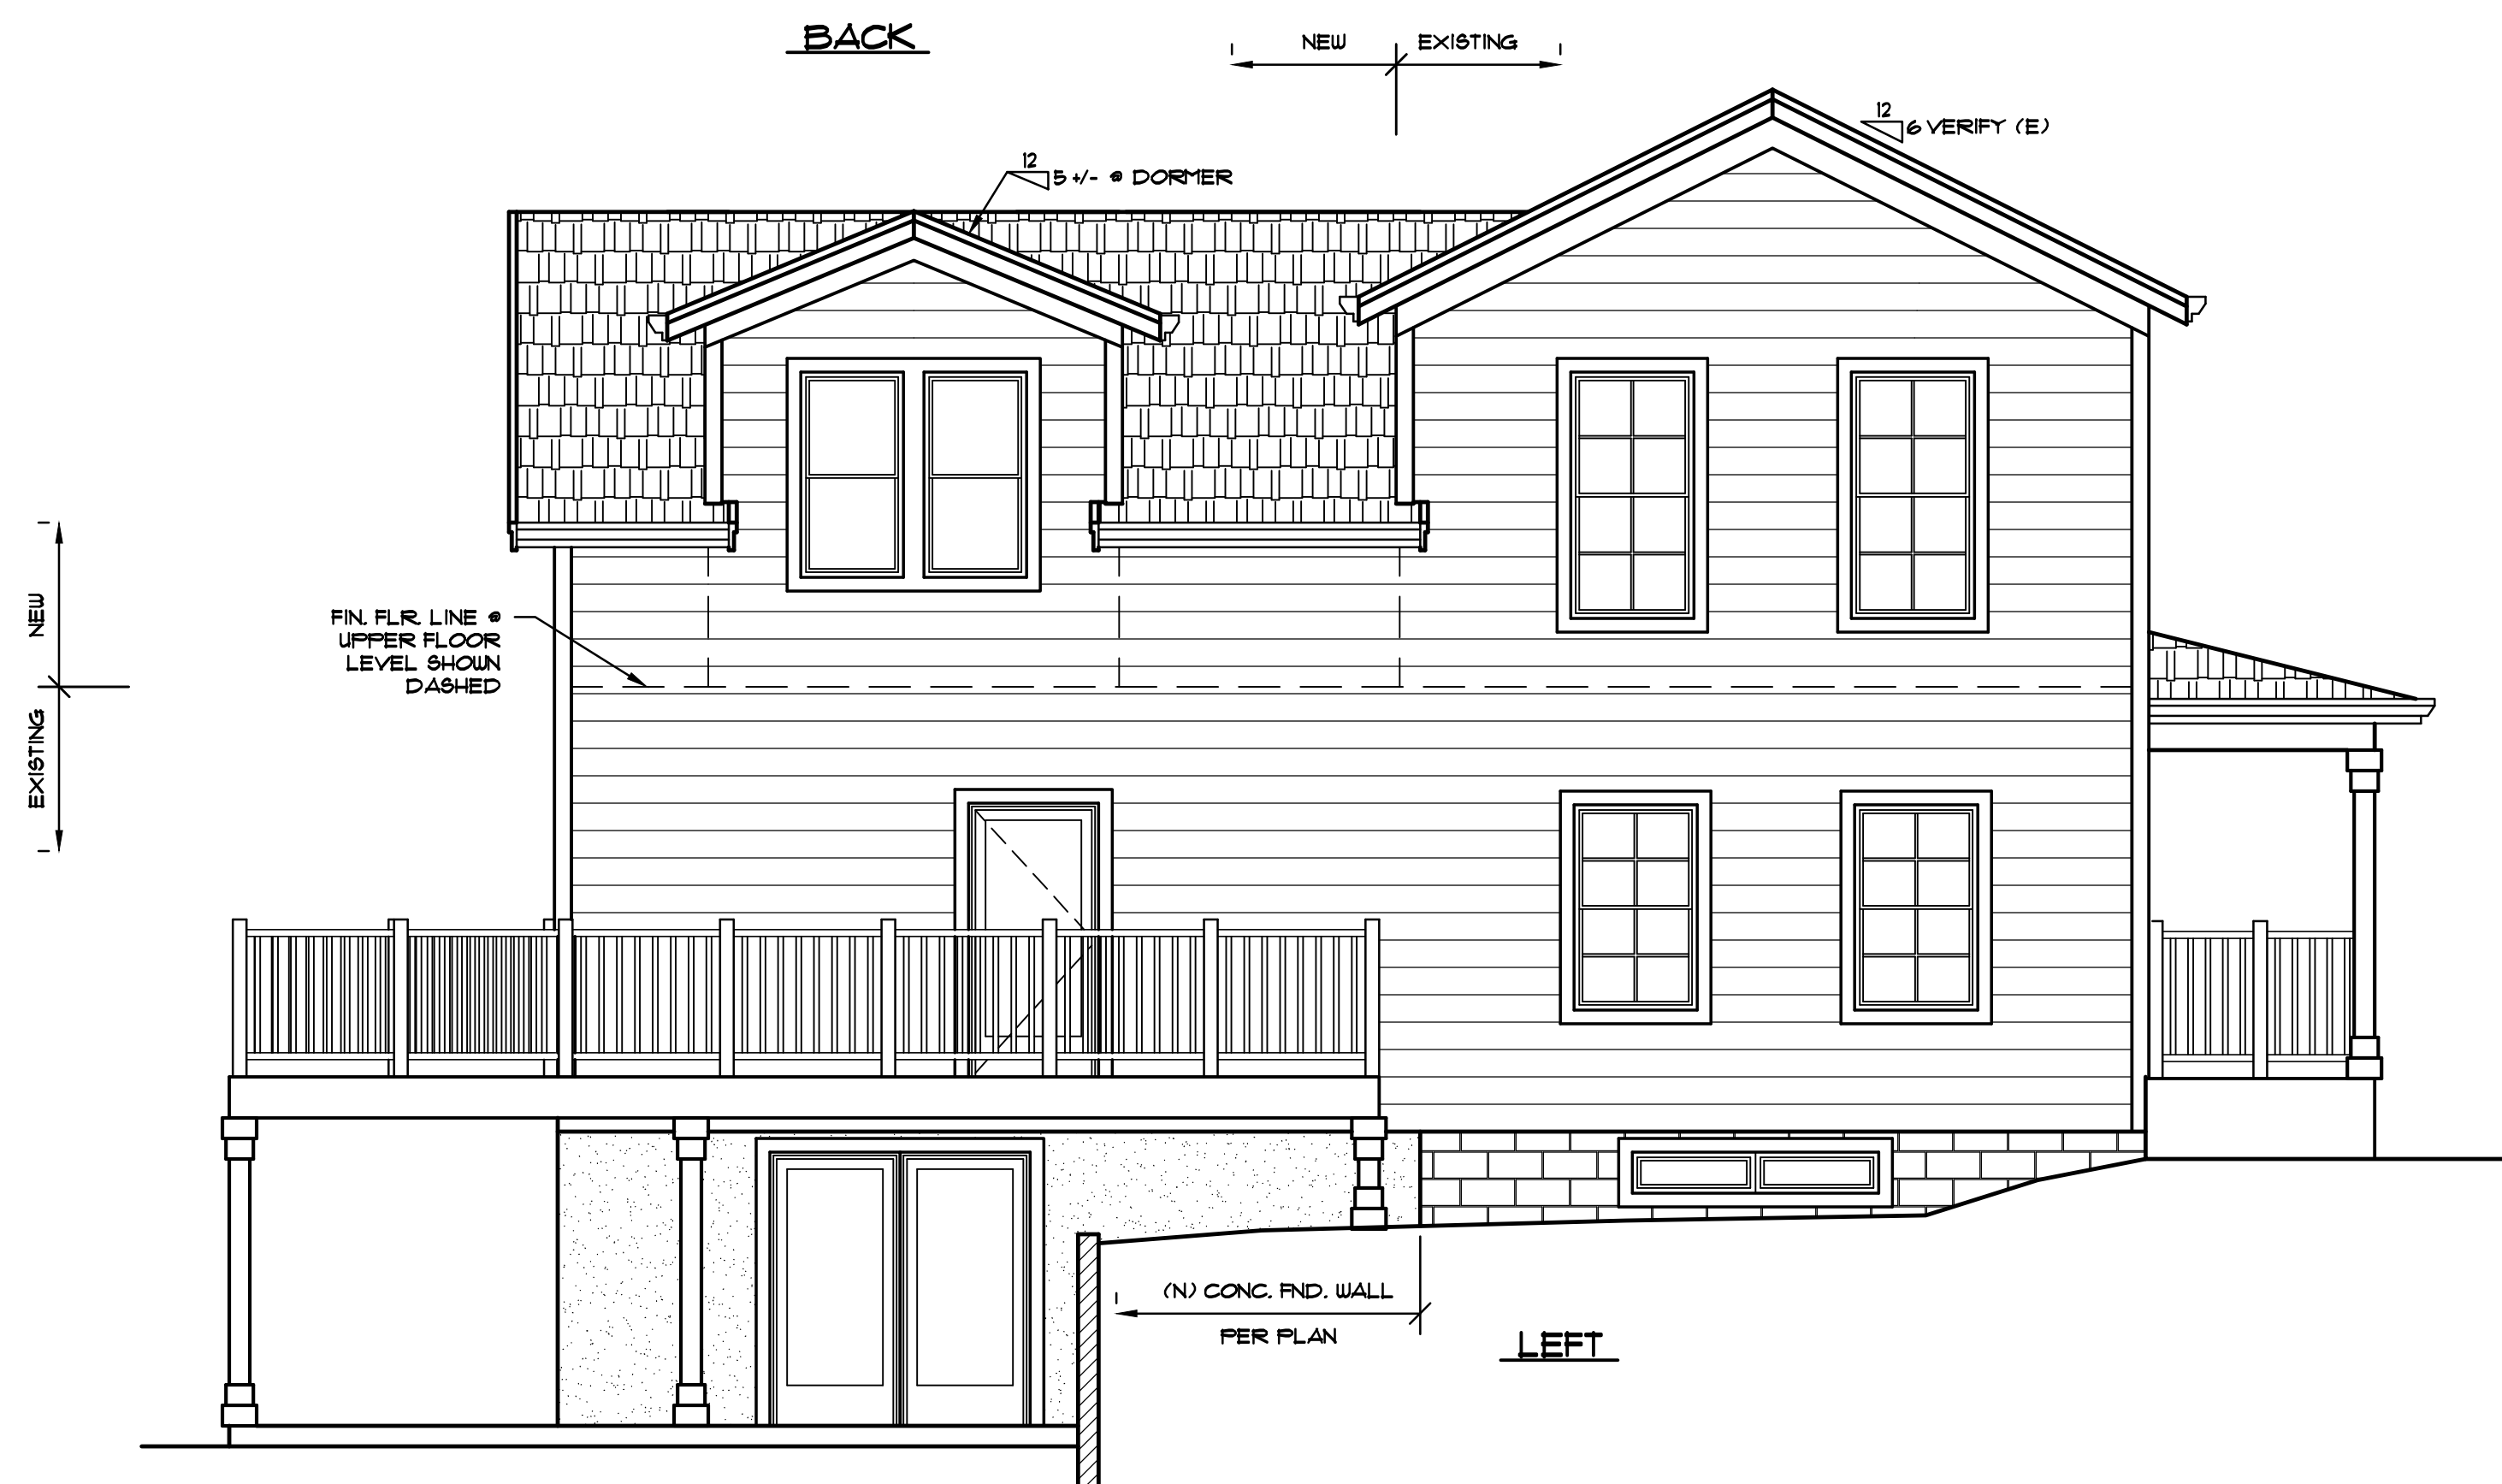 BACK
NEW
EXISTING
12
6 VERIFY (E)
12
5 +/- @ DORMER
NEW
EXISTING
FIN. FLR. LINE @
UPPER FLOOR
LEVEL SHOWN
DASHED
(N) CONC. FND. WALL
PER PLAN
LEFT